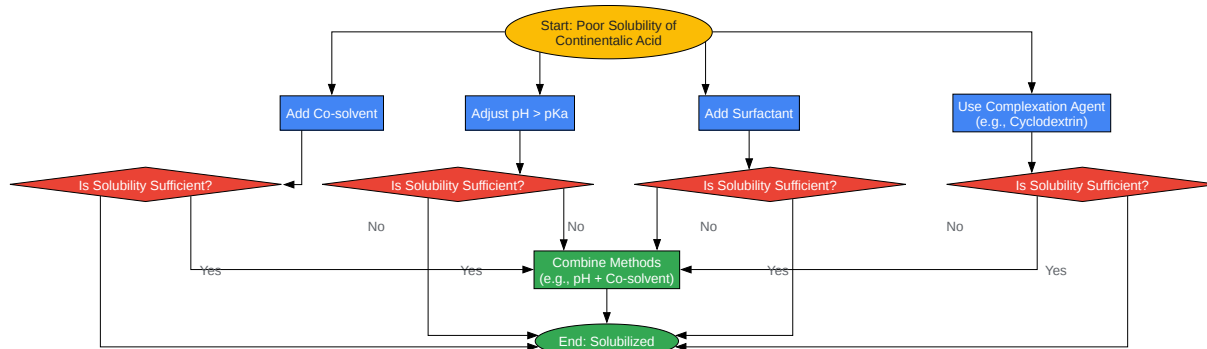 Start: Poor Solubility of
Continentalic Acid
Add Co-solvent
Adjust pH > pKa
Add Surfactant
Use Complexation Agent
(e.g., Cyclodextrin)
Is Solubility Sufficient?
Is Solubility Sufficient?
Is Solubility Sufficient?
Is Solubility Sufficient?
No
No
No
No
Yes
Yes
Yes
Yes
Combine Methods
(e.g., pH + Co-solvent)
End: Solubilized